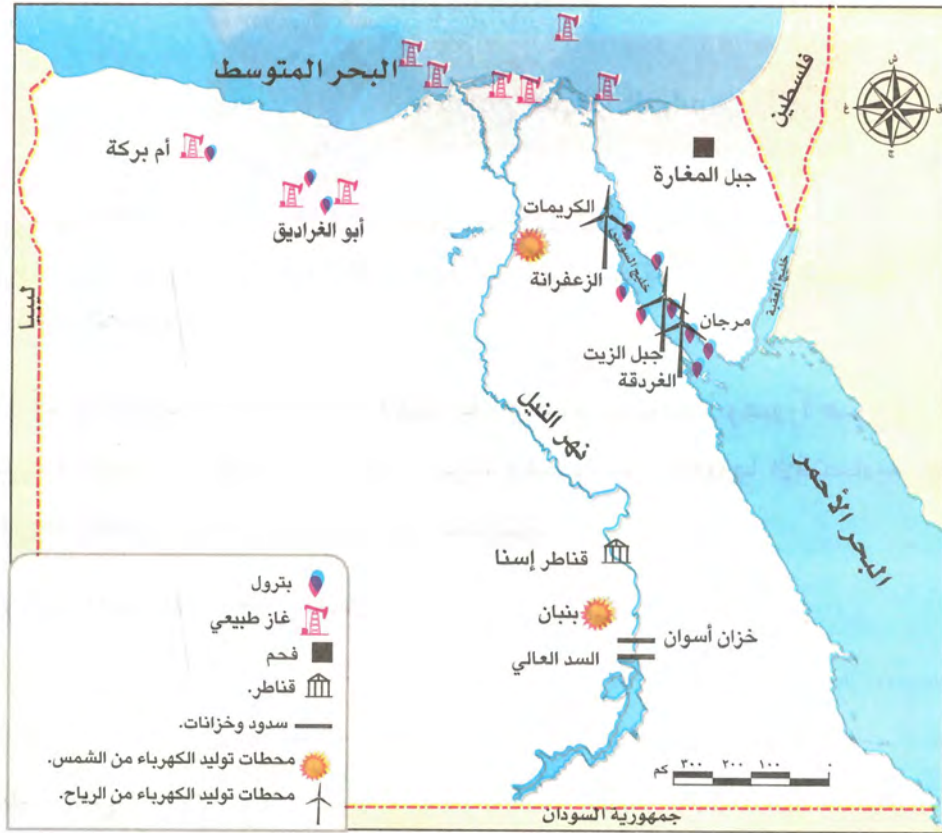 البحر المتوسط
فلسطين
ش
غ
ق
ج
أم بركة
جبل المغارة
أبو الغراديق
الكريمات
خليج السويس
خليج العقبة
الزعفرانة
ليبيا
مرجان
جبل الزيت
الغردقة
نهر النيل
البحر الأحمر
قناطر إسنا
بنبان
خزان أسوان
السد العالي
بترول
غاز طبيعي
فحم
قناطر.
سدود وخزانات.
محطات توليد الكهرباء من الشمس.
محطات توليد الكهرباء من الرياح.
٠ ١٠٠ ٢٠٠ ٣٠٠ كم
جمهورية السودان